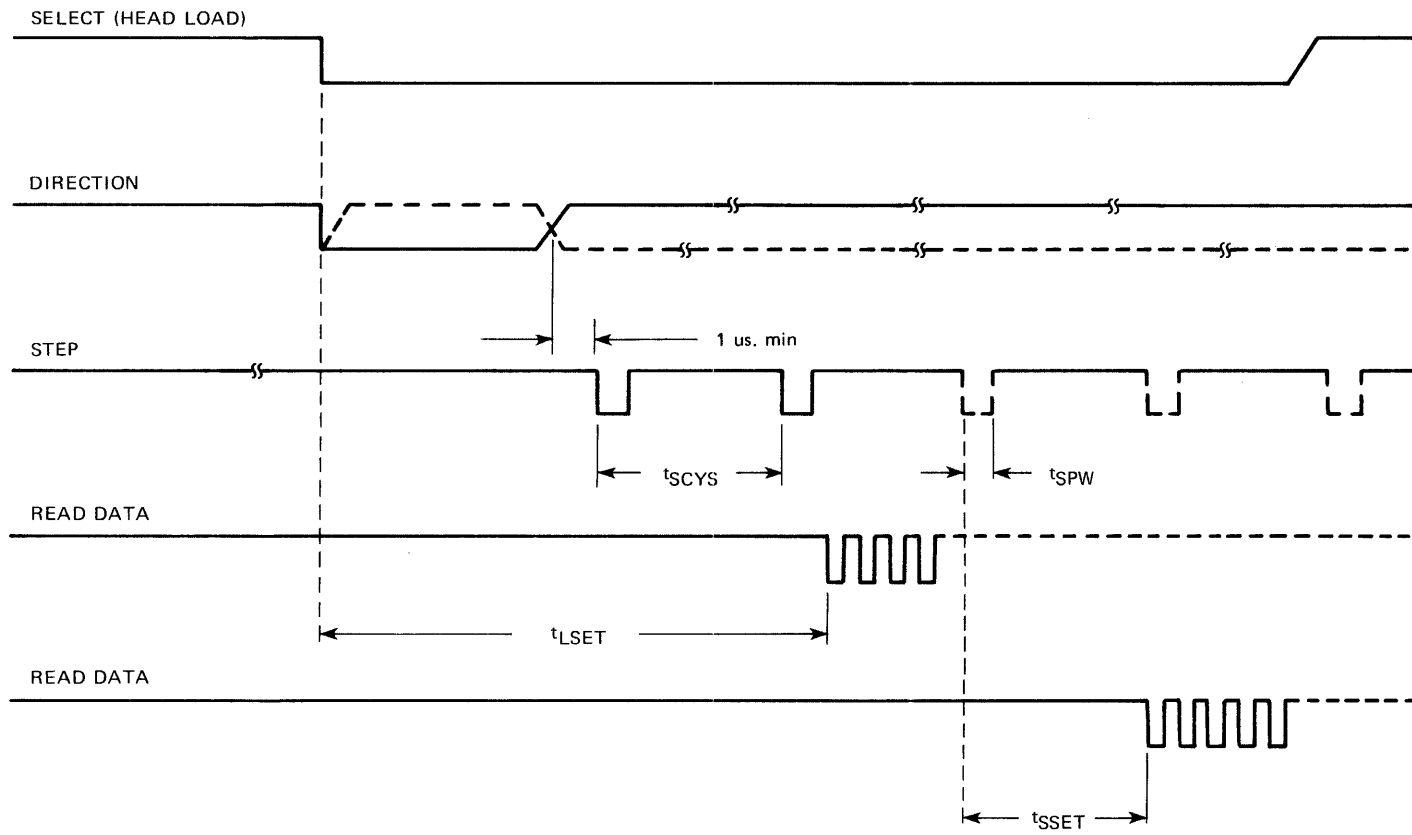 SELECT (HEAD LOAD)
DIRECTION
1 us. min
STEP
tSCYS
tSPW
READ DATA
tLSET
READ DATA
tSSET